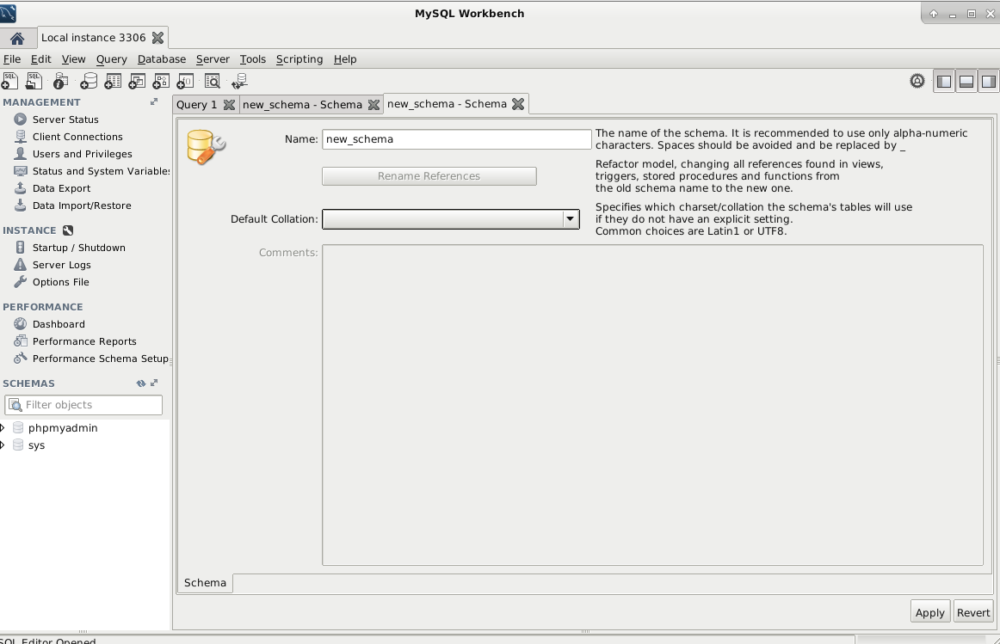 MySQL Workbench
Local instance 3306
File Edit View Query Database Server Tools Scripting Help
MANAGEMENT
Server Status
Client Connections
Users and Privileges
Status and System Variables
Data Export
Data Import/Restore
INSTANCE
Startup / Shutdown
Server Logs
Options File
PERFORMANCE
Dashboard
Performance Reports
Performance Schema Setup
SCHEMAS
Filter objects
phpmyadmin
sys
Query 1 new_schema - Schema new_schema - Schema
Name: new_schema
The name of the schema. It is recommended to use only alpha-numeric
characters. Spaces should be avoided and be replaced by _
Rename References
Refactor model, changing all references found in views,
triggers, stored procedures and functions from
the old schema name to the new one.
Default Collation:
Specifies which charset/collation the schema's tables will use
if they do not have an explicit setting.
Common choices are Latin1 or UTF8.
Comments:
Schema
Apply Revert
SQL Editor Opened.